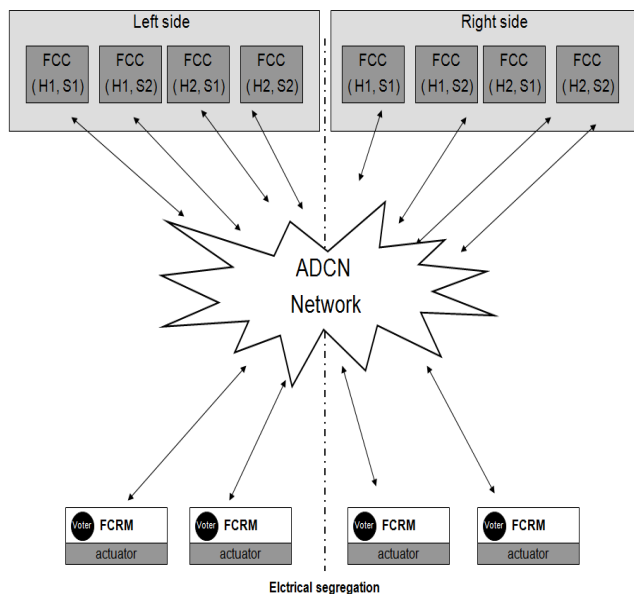 Left side
Right side
FCC
(H1, S1)
FCC
(H1, S2)
FCC
(H2, S1)
FCC
(H2, S2)
FCC
(H1, S1)
FCC
(H1, S2)
FCC
(H2, S1)
FCC
(H2, S2)
ADCN
Network
Voter FCRM
actuator
Voter FCRM
actuator
Voter FCRM
actuator
Voter FCRM
actuator
Elctrical segregation